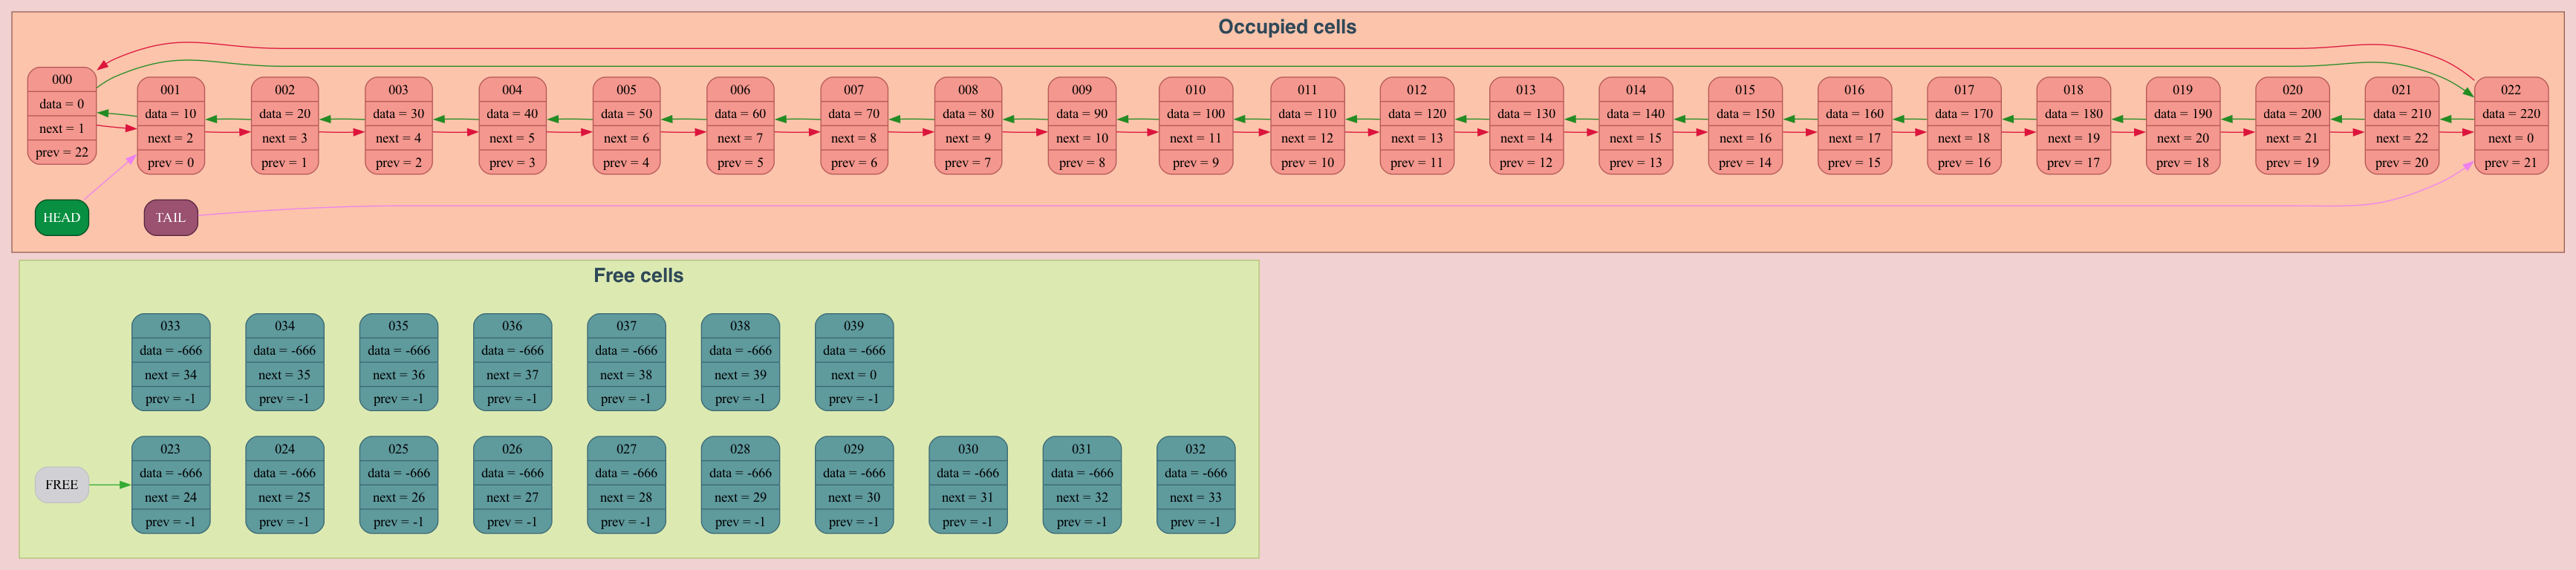 Occupied cells
000
data = 0
next = 1
prev = 22
001
data = 10
next = 2
prev = 0
002
data = 20
next = 3
prev = 1
003
data = 30
next = 4
prev = 2
004
data = 40
next = 5
prev = 3
005
data = 50
next = 6
prev = 4
006
data = 60
next = 7
prev = 5
007
data = 70
next = 8
prev = 6
008
data = 80
next = 9
prev = 7
009
data = 90
next = 10
prev = 8
010
data = 100
next = 11
prev = 9
011
data = 110
next = 12
prev = 10
012
data = 120
next = 13
prev = 11
013
data = 130
next = 14
prev = 12
014
data = 140
next = 15
prev = 13
015
data = 150
next = 16
prev = 14
016
data = 160
next = 17
prev = 15
017
data = 170
next = 18
prev = 16
018
data = 180
next = 19
prev = 17
019
data = 190
next = 20
prev = 18
020
data = 200
next = 21
prev = 19
021
data = 210
next = 22
prev = 20
022
data = 220
next = 0
prev = 21
HEAD
TAIL
Free cells
033
data = -666
next = 34
prev = -1
034
data = -666
next = 35
prev = -1
035
data = -666
next = 36
prev = -1
036
data = -666
next = 37
prev = -1
037
data = -666
next = 38
prev = -1
038
data = -666
next = 39
prev = -1
039
data = -666
next = 0
prev = -1
FREE
023
data = -666
next = 24
prev = -1
024
data = -666
next = 25
prev = -1
025
data = -666
next = 26
prev = -1
026
data = -666
next = 27
prev = -1
027
data = -666
next = 28
prev = -1
028
data = -666
next = 29
prev = -1
029
data = -666
next = 30
prev = -1
030
data = -666
next = 31
prev = -1
031
data = -666
next = 32
prev = -1
032
data = -666
next = 33
prev = -1